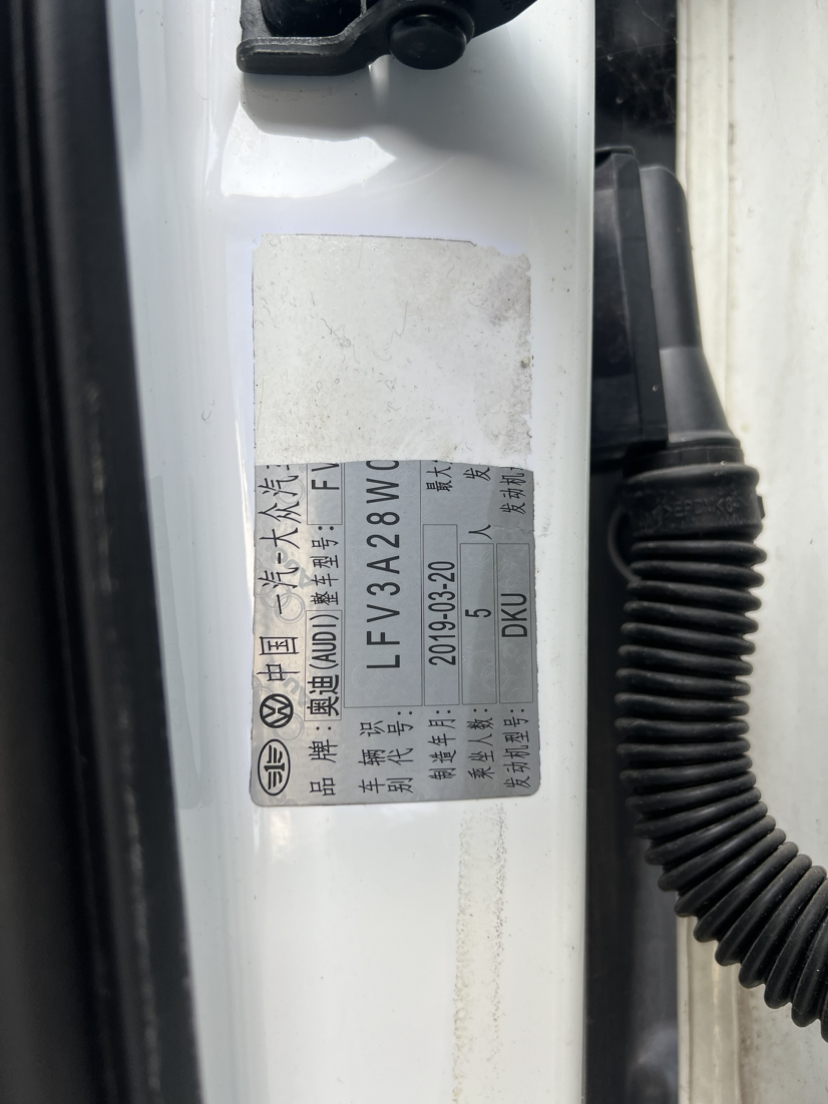 中国 一汽-大众汽
品 牌：奥迪(AUDI) 整车型号：FV
车辆识别代号：LFV3A28W
制造年月：2019-03-20 最大
乘坐人数：5 人 发
发动机型号：DKU 发动机